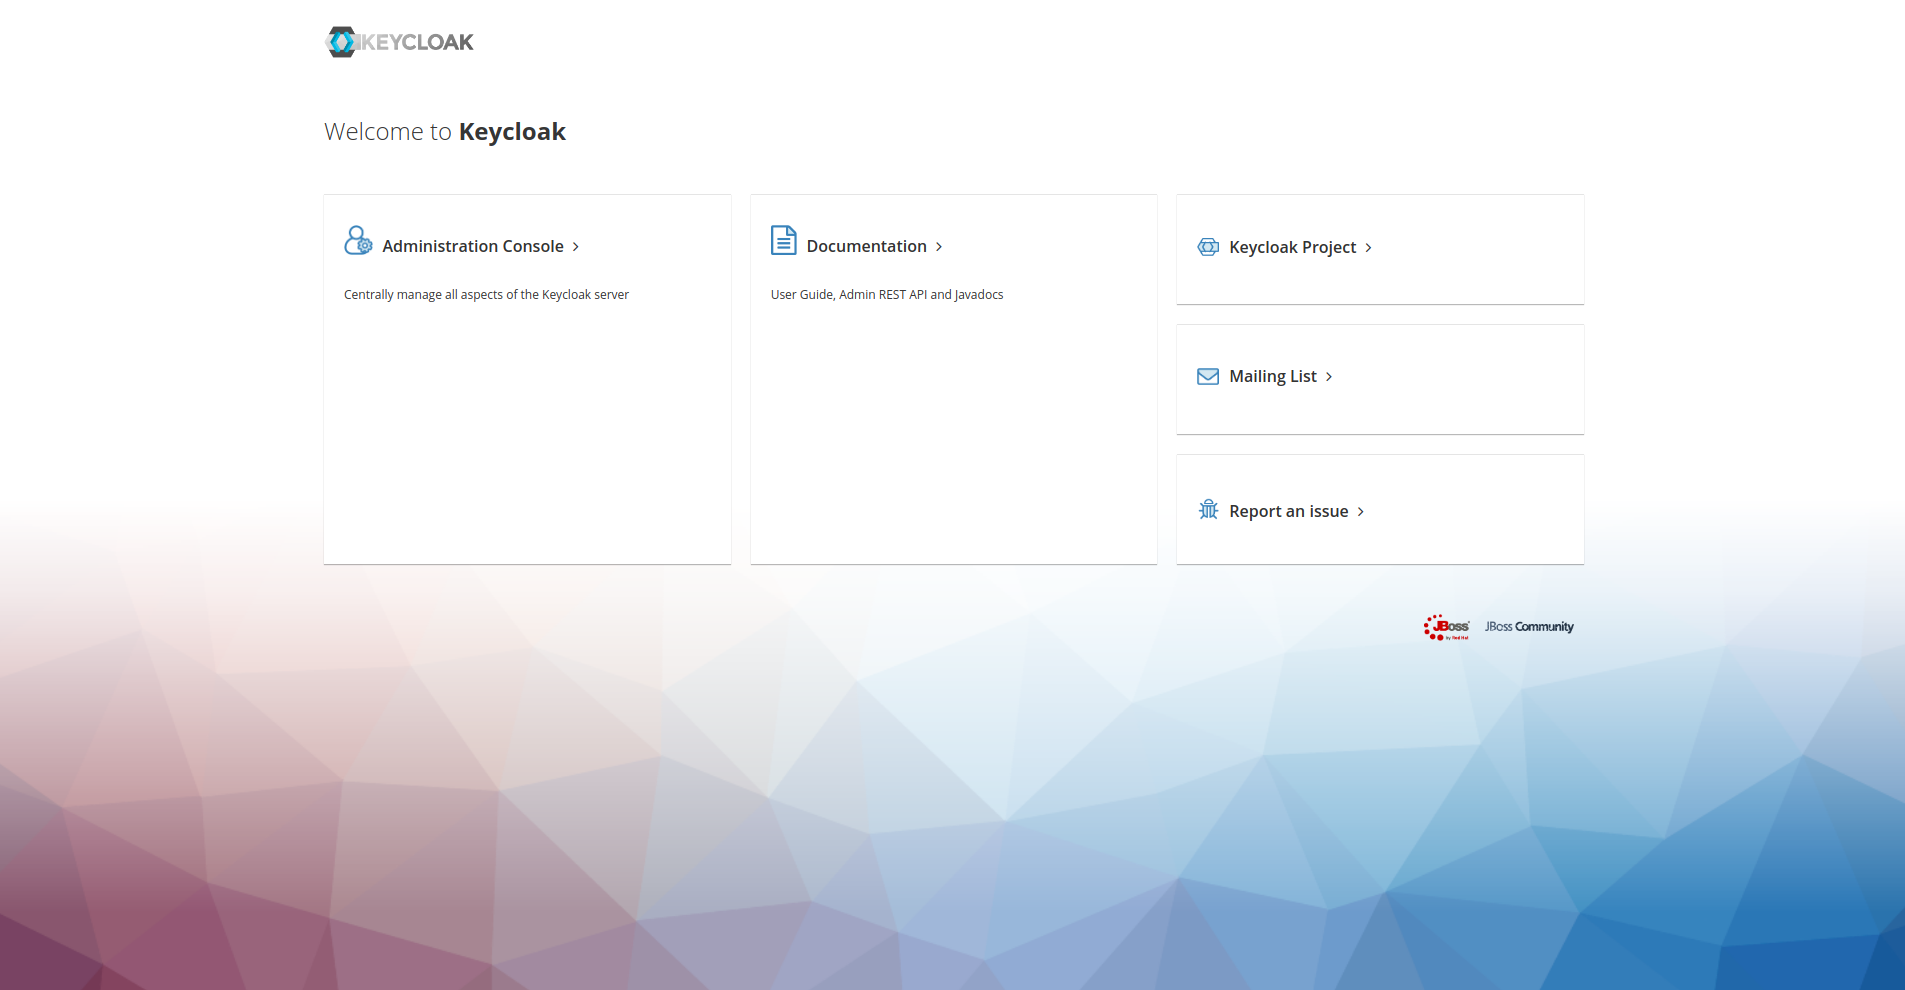 KEYCLOAK
Welcome to Keycloak
Administration Console
Centrally manage all aspects of the Keycloak server
Documentation
User Guide, Admin REST API and Javadocs
Keycloak Project
Mailing List
Report an issue
JBoss JBoss Community
by Red Hat